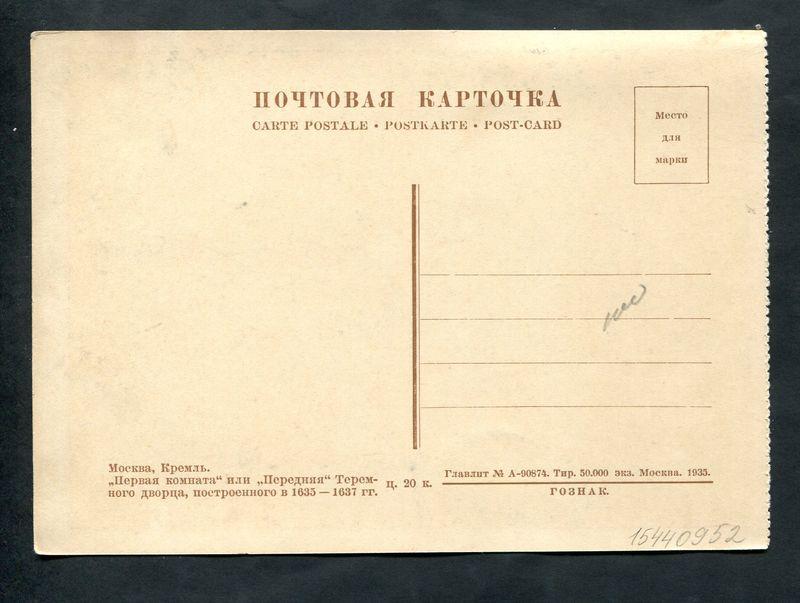 ПОЧТОВАЯ КАРТОЧКА
CARTE POSTALE • POSTKARTE • POST-CARD
Место
для
марки
Москва, Кремль.
„Первая комната“ или „Передняя“ Терем-
ного дворца, построенного в 1635 — 1637 гг.
ц. 20 к.
Главлит № А-90874. Тир. 50.000 экз. Москва. 1935.
ГОЗНАК.
15440952